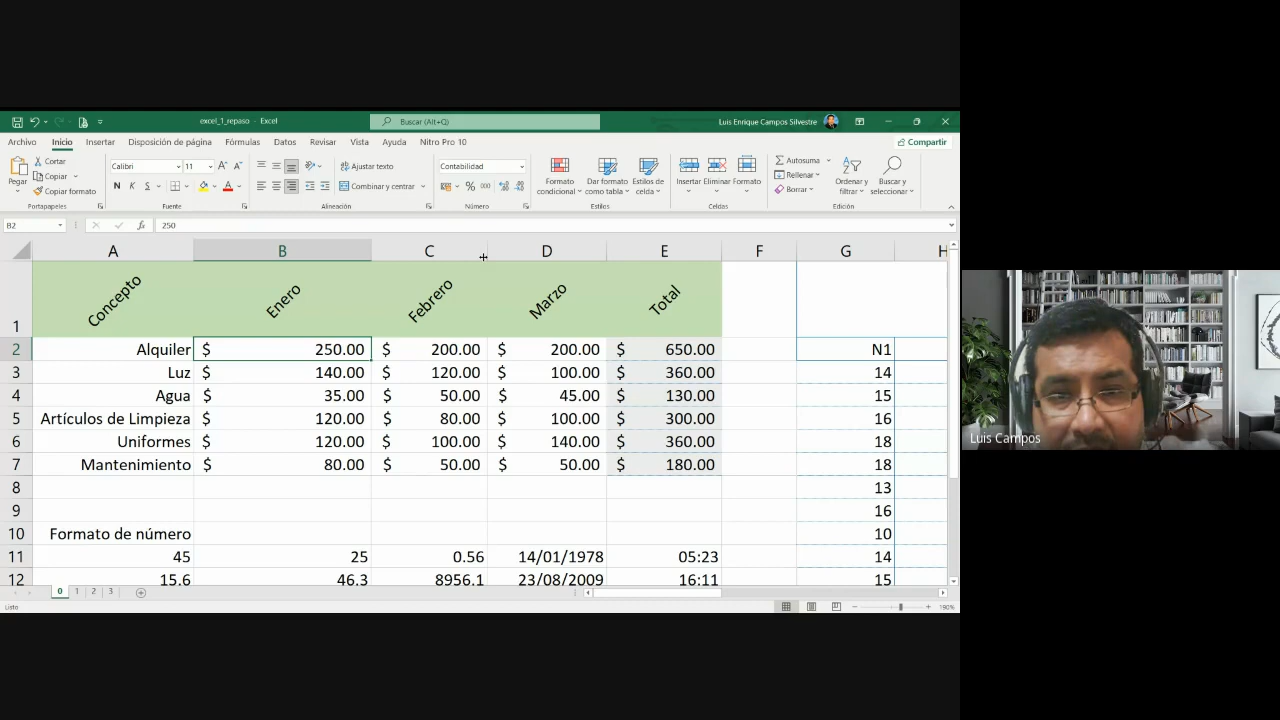 excel_1_repaso - Excel
Buscar (Alt+Q)
Luis Enrique Campos Silvestre
Archivo Inicio Insertar Disposición de página Fórmulas Datos Revisar Vista Ayuda Nitro Pro 10 Compartir
Pegar
Cortar
Copiar
Copiar formato
Portapapeles
Calibri 11
N K S
Fuente
Ajustar texto
Combinar y centrar
Alineación
Contabilidad
% 000
Número
Formato condicional
Dar formato como tabla
Estilos de celda
Estilos
Insertar Eliminar Formato
Celdas
Autosuma
Rellenar
Borrar
Ordenar y filtrar
Buscar y seleccionar
Edición
B2 fx 250
A B C D E F G H
1 Concepto Enero Febrero Marzo Total
2 Alquiler $ 250.00 $ 200.00 $ 200.00 $ 650.00 N1
3 Luz $ 140.00 $ 120.00 $ 100.00 $ 360.00 14
4 Agua $ 35.00 $ 50.00 $ 45.00 $ 130.00 15
5 Artículos de Limpieza $ 120.00 $ 80.00 $ 100.00 $ 300.00 16
6 Uniformes $ 120.00 $ 100.00 $ 140.00 $ 360.00 18
7 Mantenimiento $ 80.00 $ 50.00 $ 50.00 $ 180.00 18
8 13
9 16
10 Formato de número 10
11 45 25 0.56 14/01/1978 05:23 14
12 15.6 46.3 8956.1 23/08/2009 16:11 15
0 1 2 3
Listo
190%
Luis Campos